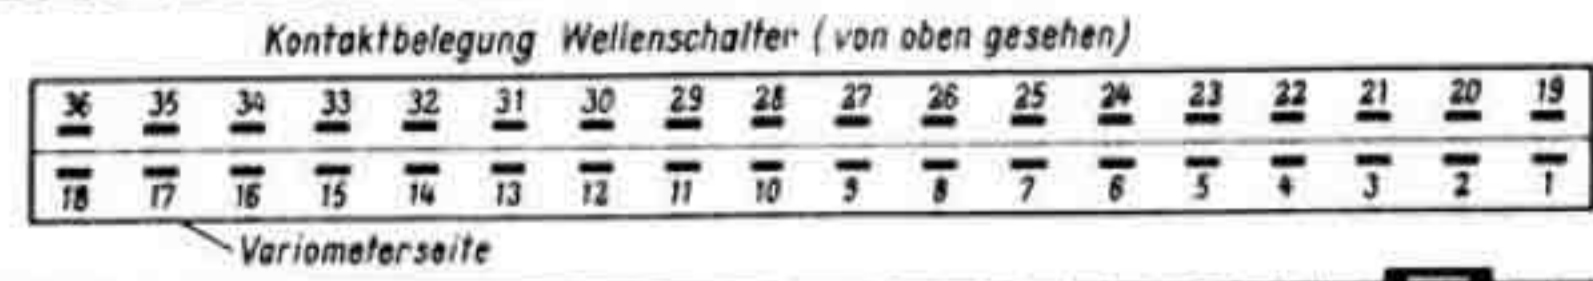 Kontaktbelegung Wellenschalter (von oben gesehen)
36 35 34 33 32 31 30 29 28 27 26 25 24 23 22 21 20 19
18 17 16 15 14 13 12 11 10 9 8 7 6 5 4 3 2 1
Variometerseite